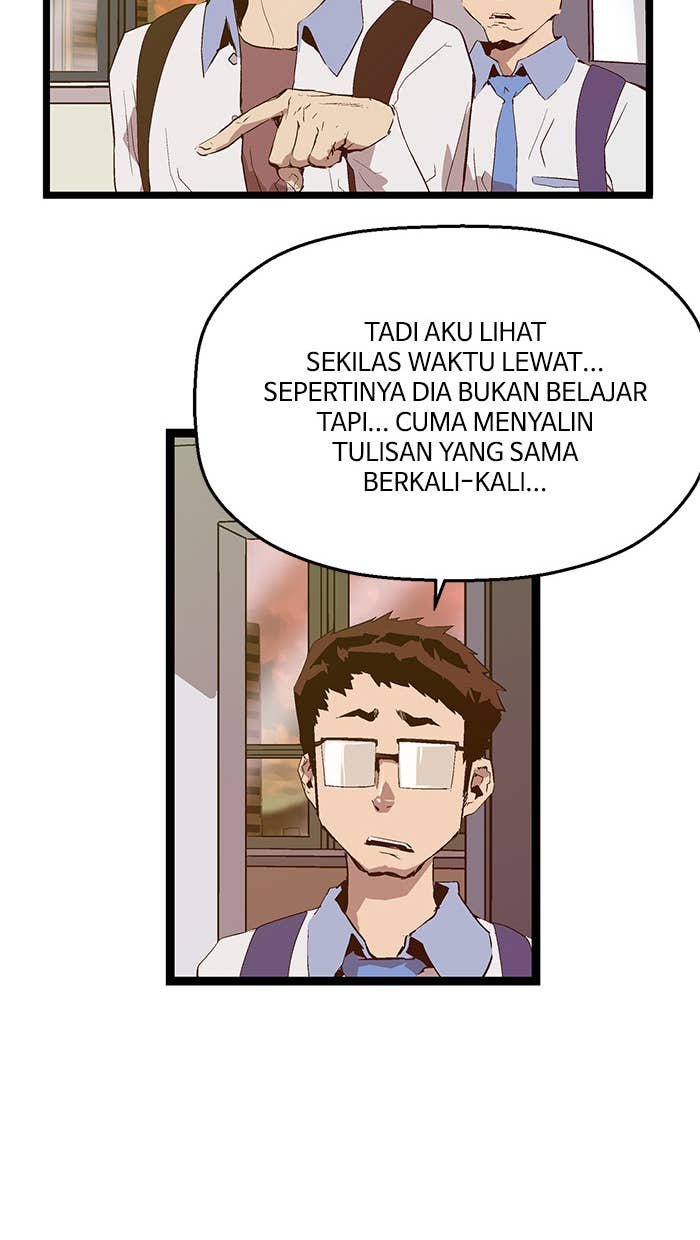 TADI AKU LIHAT
SEKILAS WAKTU LEWAT...
SEPERTINYA DIA BUKAN BELAJAR
TAPI... CUMA MENYALIN
TULISAN YANG SAMA
BERKALI-KALI...